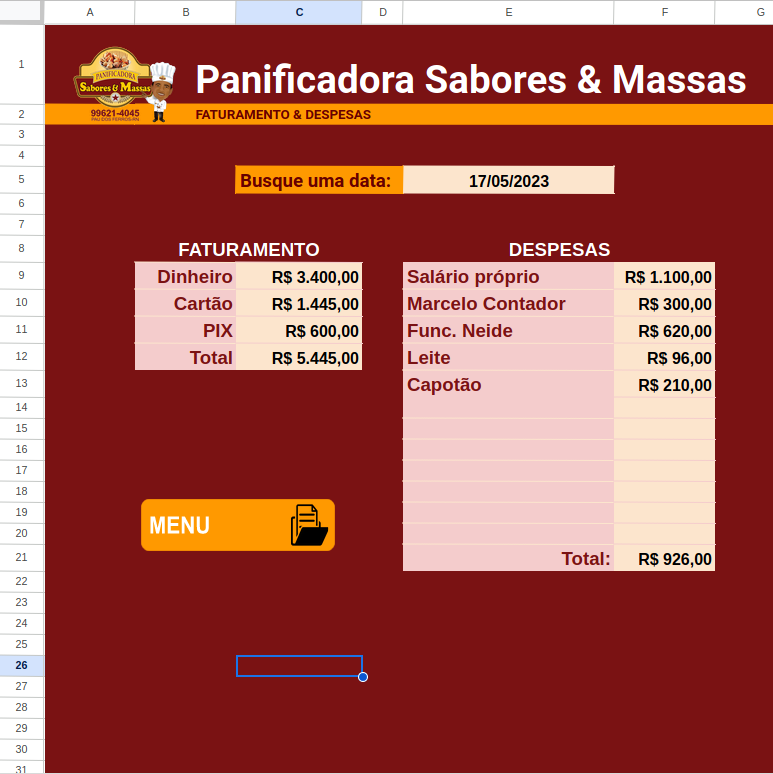 A B C D E F G
1 PANIFICADORA
Sabores & Massas
99621-4045
Panificadora Sabores & Massas
2 FATURAMENTO & DESPESAS
3
4
5 Busque uma data: 17/05/2023
6
7
8 FATURAMENTO DESPESAS
9 Dinheiro R$ 3.400,00 Salário próprio R$ 1.100,00
10 Cartão R$ 1.445,00 Marcelo Contador R$ 300,00
11 PIX R$ 600,00 Func. Neide R$ 620,00
12 Total R$ 5.445,00 Leite R$ 96,00
13 Capotão R$ 210,00
14
15
16
17
18
19 MENU
20
21 Total: R$ 926,00
22
23
24
25
26
27
28
29
30
31